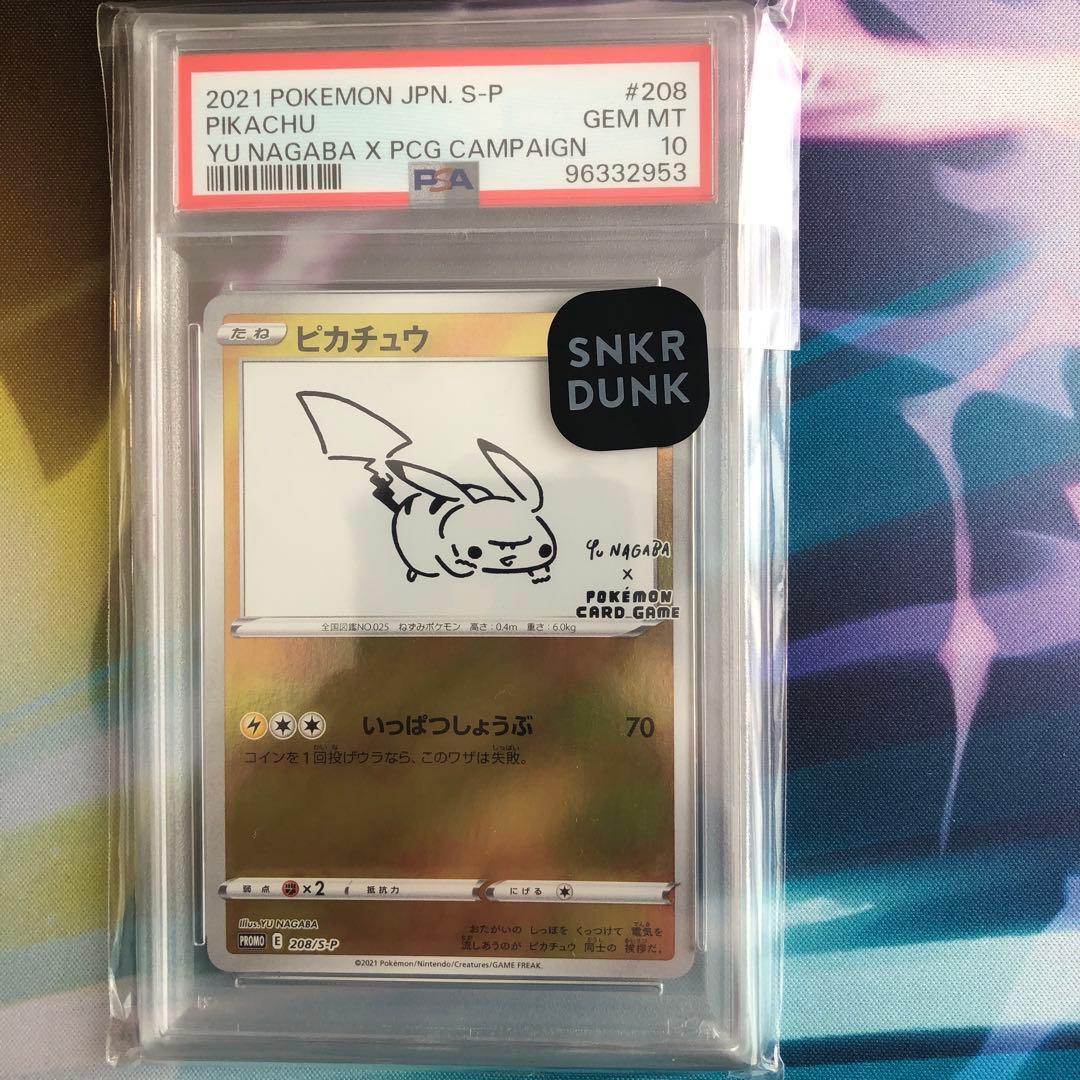 2021 POKEMON JPN. S-P #208
PIKACHU GEM MT
YU NAGABA X PCG CAMPAIGN 10
PSA 96332953
たね ピカチュウ
SNKR
DUNK
Yu NAGABA
×
POKÉMON
CARD GAME
全国図鑑NO.025 ねずみポケモン 高さ:0.4m 重さ:6.0kg
いっぱつしょうぶ 70
コインを1回投げウラなら、このワザは失敗。
弱点 ×2 抵抗力 にげる
Illus. YU NAGABA
PROMO E 208/S-P
おたがいの しっぽを くっつけて 電気を
流しあうのが ピカチュウ 同士の 挨拶だ。
©2021 Pokémon/Nintendo/Creatures/GAME FREAK.